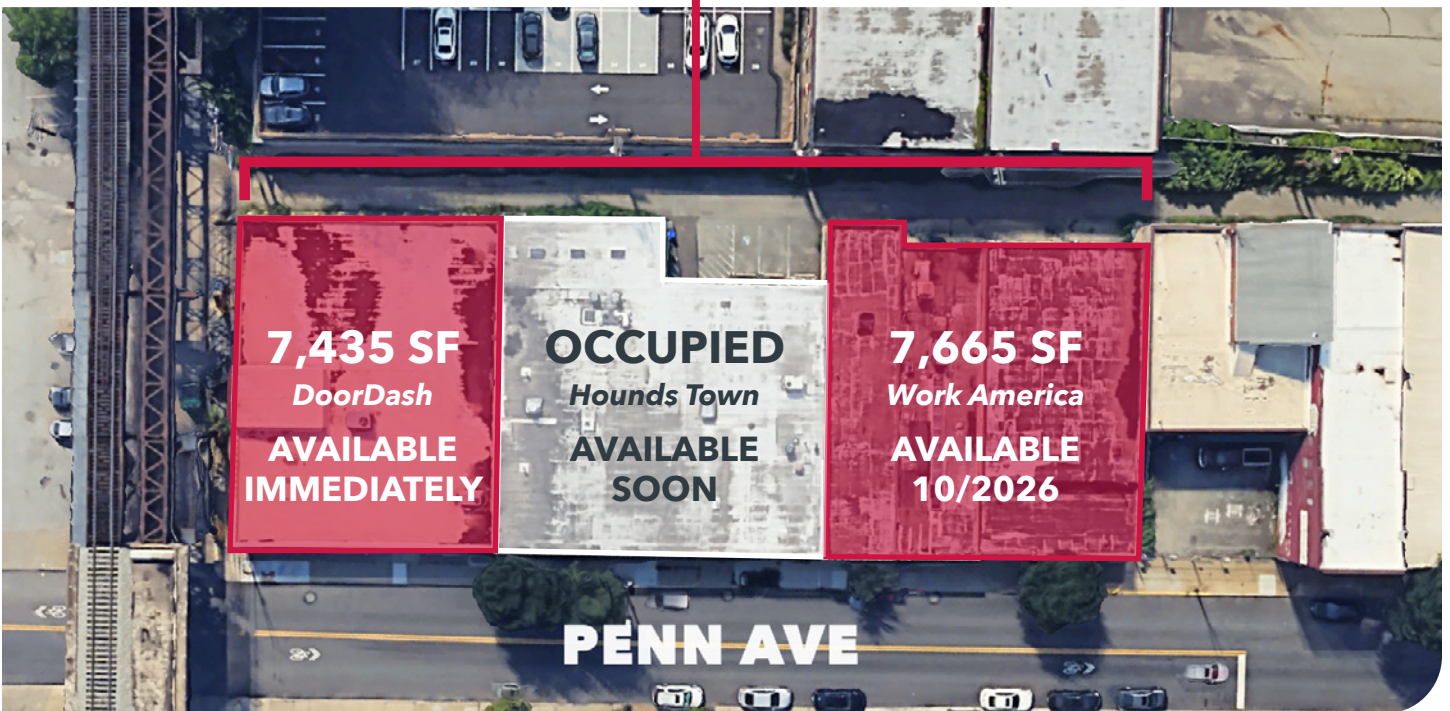 7,435 SF
DoorDash
AVAILABLE
IMMEDIATELY
OCCUPIED
Hounds Town
AVAILABLE
SOON
7,665 SF
Work America
AVAILABLE
10/2026
PENN AVE